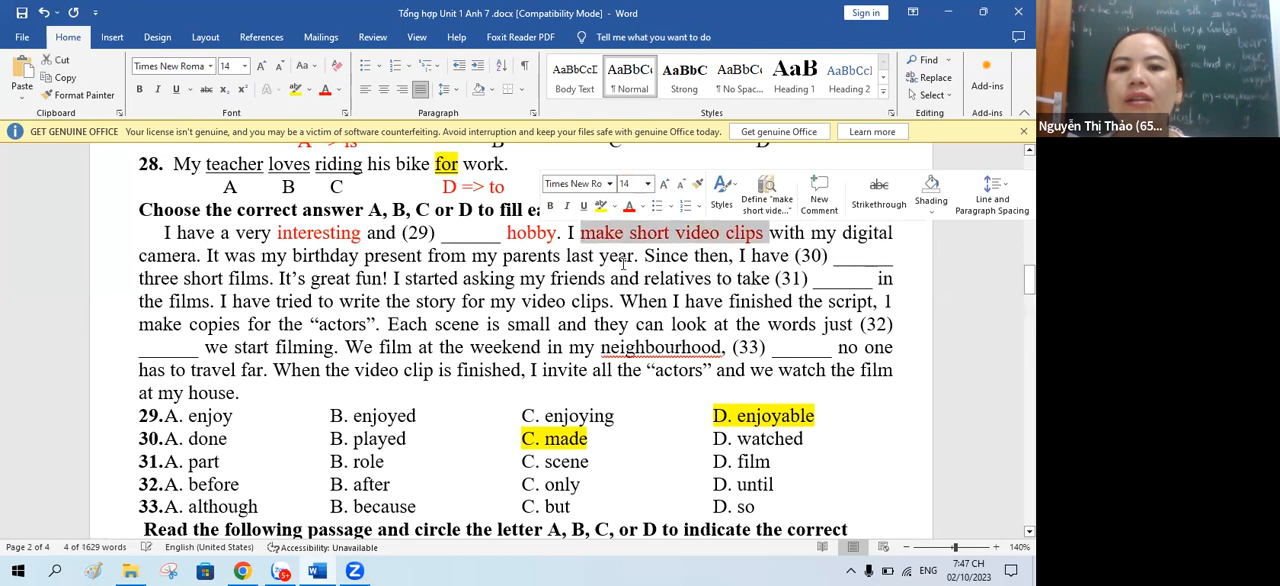 Tổng hợp Unit 1 Anh 7 .docx [Compatibility Mode] - Word
Sign in
File Home Insert Design Layout References Mailings Review View Help Foxit Reader PDF Tell me what you want to do
Paste
Cut
Copy
Format Painter
Clipboard
Times New Roma 14
Font
Paragraph
AaBbCcI Body Text
AaBbCc ¶ Normal
AaBbC Strong
AaBbCc ¶ No Spac...
AaB Heading 1
AaBbCc Heading 2
Styles
Find
Replace
Select
Editing
Add-ins
Add-ins
GET GENUINE OFFICE Your license isn't genuine, and you may be a victim of software counterfeiting. Avoid interruption and keep your files safe with genuine Office today. Get genuine Office Learn more
28. My teacher loves riding his bike for work.
A B C D => to
Times New Ro 14
Styles
Define "make short vide..."
New Comment
Strikethrough
Shading
Line and Paragraph Spacing
Choose the correct answer A, B, C or D to fill ea
I have a very interesting and (29) ______ hobby. I make short video clips with my digital
camera. It was my birthday present from my parents last year. Since then, I have (30) ______
three short films. It's great fun! I started asking my friends and relatives to take (31) ______ in
the films. I have tried to write the story for my video clips. When I have finished the script, 1
make copies for the “actors”. Each scene is small and they can look at the words just (32)
______ we start filming. We film at the weekend in my neighbourhood, (33) ______ no one
has to travel far. When the video clip is finished, I invite all the “actors” and we watch the film
at my house.
29.A. enjoy B. enjoyed C. enjoying D. enjoyable
30.A. done B. played C. made D. watched
31.A. part B. role C. scene D. film
32.A. before B. after C. only D. until
33.A. although B. because C. but D. so
Read the following passage and circle the letter A, B, C, or D to indicate the correct
Page 2 of 4 4 of 1629 words English (United States) Accessibility: Unavailable 140%
ENG
7:47 CH
02/10/2023
Nguyễn Thị Thảo (65...